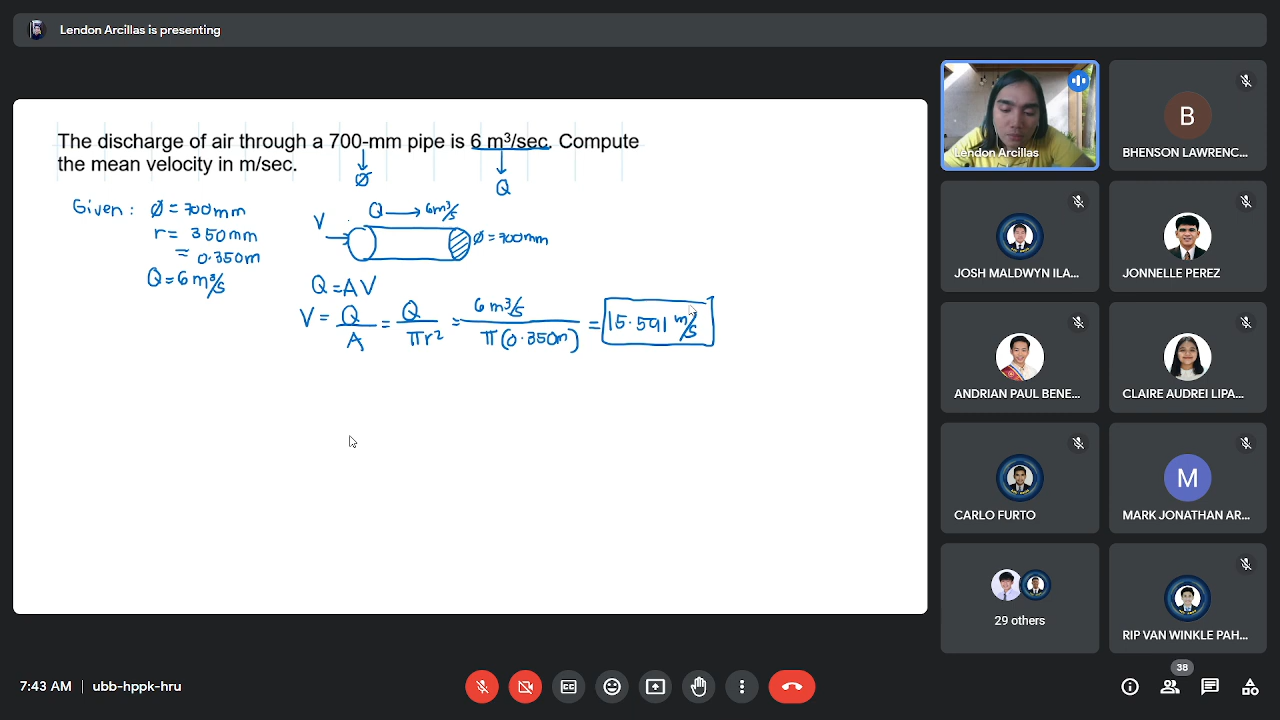 Lendon Arcillas is presenting
The discharge of air through a 700-mm pipe is 6 m³/sec. Compute
the mean velocity in m/sec.
Ø
Q
Given: Ø = 700mm
r = 350mm
= 0.350m
Q = 6 m³/s
V
Q → 6m³/s
Ø = 700mm
Q = AV
V = Q/A = Q/πr² = 6 m³/s / π(0.350m) = 15.591 m/s
Lendon Arcillas
B
BHENSON LAWRENC...
JOSH MALDWYN ILA...
JONNELLE PEREZ
ANDRIAN PAUL BENE...
CLAIRE AUDREI LIPA...
CARLO FURTO
M
MARK JONATHAN AR...
29 others
RIP VAN WINKLE PAH...
7:43 AM | ubb-hppk-hru
38